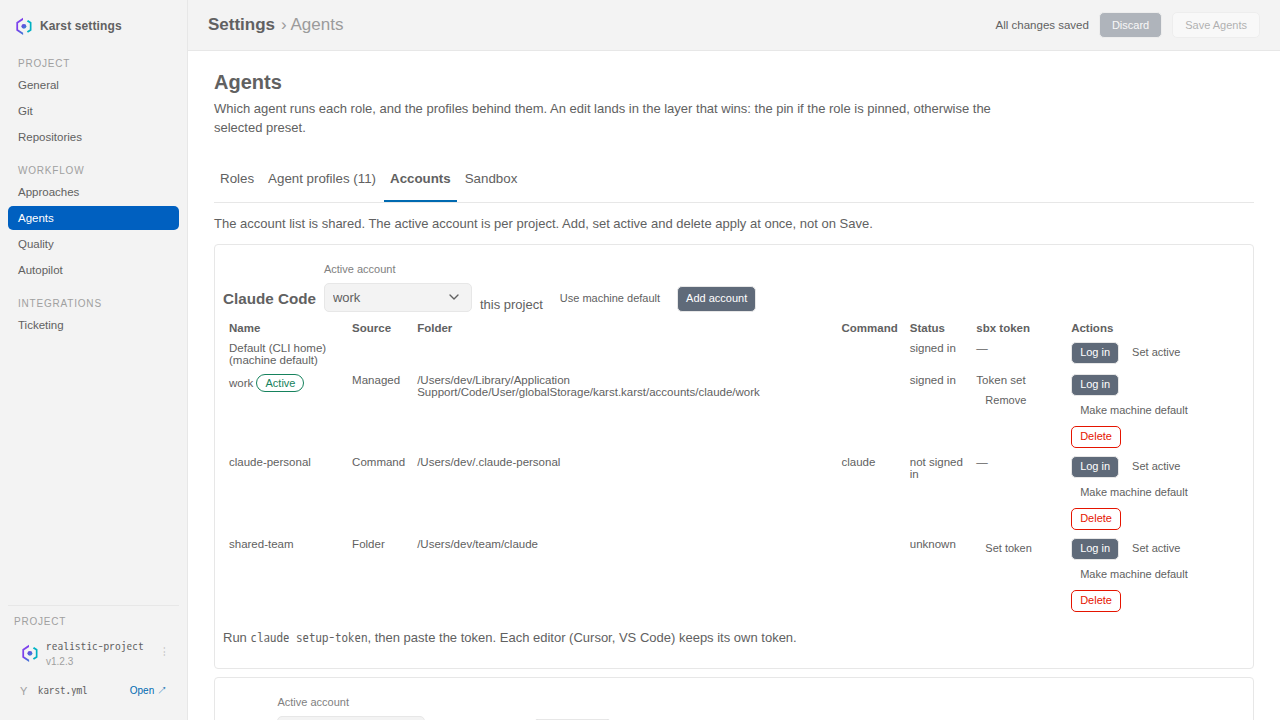 Karst settings
PROJECT
General
Git
Repositories
WORKFLOW
Approaches
Agents
Quality
Autopilot
INTEGRATIONS
Ticketing
PROJECT
realistic-project
v1.2.3
Y karst.yml Open ↗
Settings › Agents
All changes saved Discard Save Agents
Agents
Which agent runs each role, and the profiles behind them. An edit lands in the layer that wins: the pin if the role is pinned, otherwise the
selected preset.
Roles Agent profiles (11) Accounts Sandbox
The account list is shared. The active account is per project. Add, set active and delete apply at once, not on Save.
Active account
Claude Code work this project Use machine default Add account
Name Source Folder Command Status sbx token Actions
Default (CLI home) signed in — Log in Set active
(machine default)
work Active Managed /Users/dev/Library/Application signed in Token set Log in
Support/Code/User/globalStorage/karst.karst/accounts/claude/work Remove
Make machine default
Delete
claude-personal Command /Users/dev/.claude-personal claude not signed — Log in Set active
in
Make machine default
Delete
shared-team Folder /Users/dev/team/claude unknown Set token Log in Set active
Make machine default
Delete
Run claude setup-token, then paste the token. Each editor (Cursor, VS Code) keeps its own token.
Active account